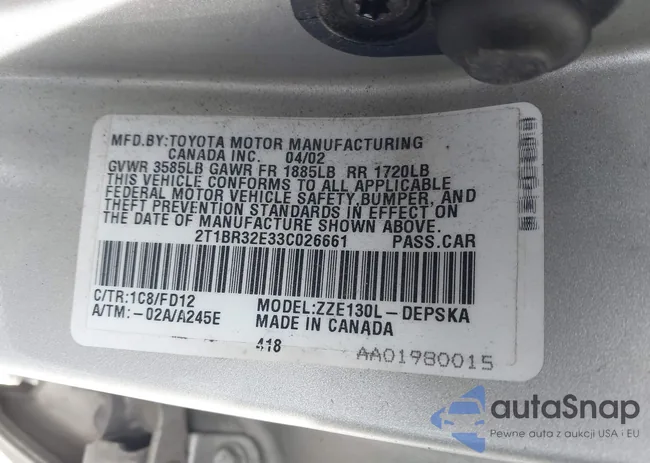 MFD.BY:TOYOTA MOTOR MANUFACTURING
CANADA INC. 04/02
GVWR 3585LB GAWR FR 1885LB RR 1720LB
THIS VEHICLE CONFORMS TO ALL APPLICABLE
FEDERAL MOTOR VEHICLE SAFETY,BUMPER, AND
THEFT PREVENTION STANDARDS IN EFFECT ON
THE DATE OF MANUFACTURE SHOWN ABOVE.
2T1BR32E33C026661 PASS.CAR
C/TR:1C8/FD12 MODEL:ZZE130L-DEPSKA
A/TM:-02A/A245E MADE IN CANADA
418 AA01980015
autaSnap
Pewne auta z aukcji USA i EU